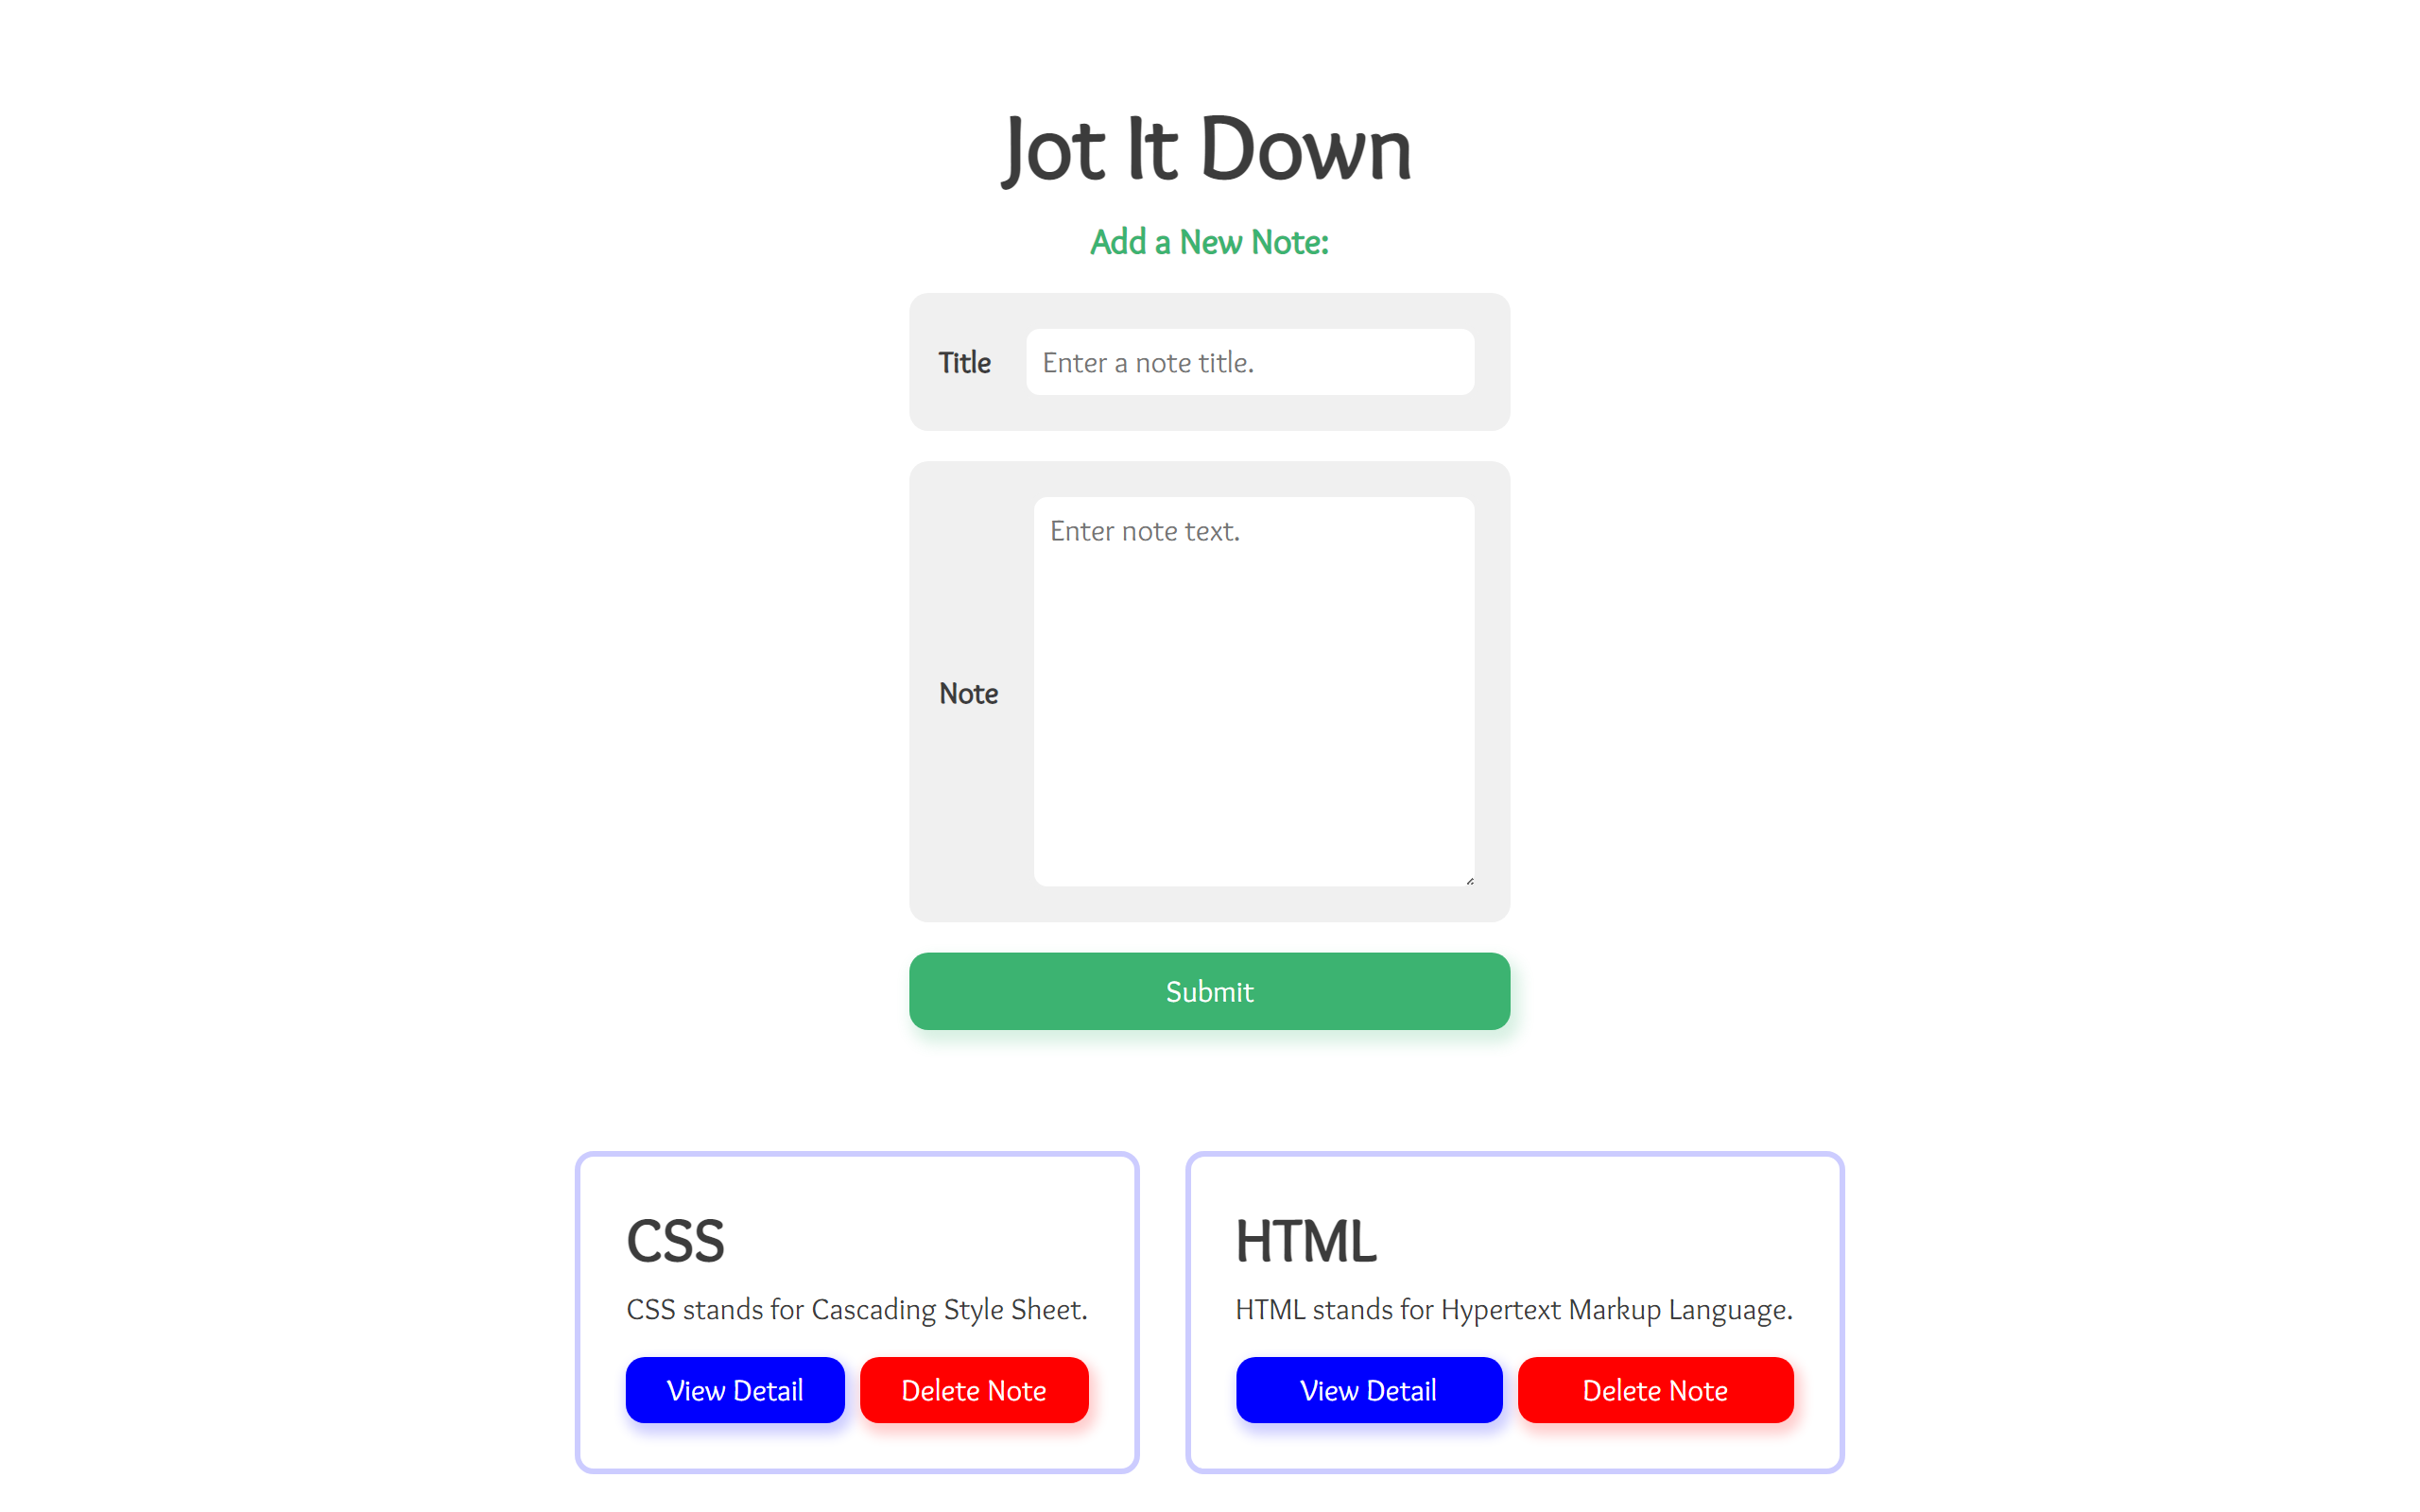 Jot It Down
Add a New Note:
Title
Enter a note title.
Note
Enter note text.
Submit
CSS
CSS stands for Cascading Style Sheet.
View Detail
Delete Note
HTML
HTML stands for Hypertext Markup Language.
View Detail
Delete Note